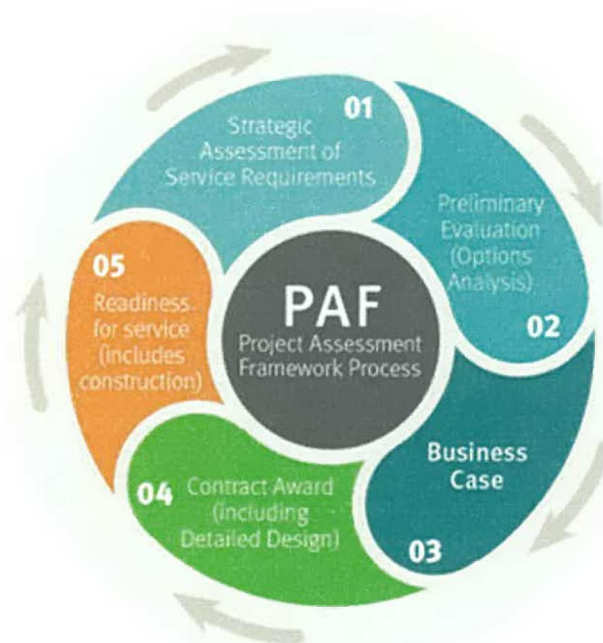 PAF
Project Assessment
Framework Process
01
Strategic
Assessment of
Service Requirements
Preliminary
Evaluation
(Options
Analysis)
02
Business
Case
03
04
Contract Award
(including
Detailed Design)
05
Readiness
for service
(includes
construction)